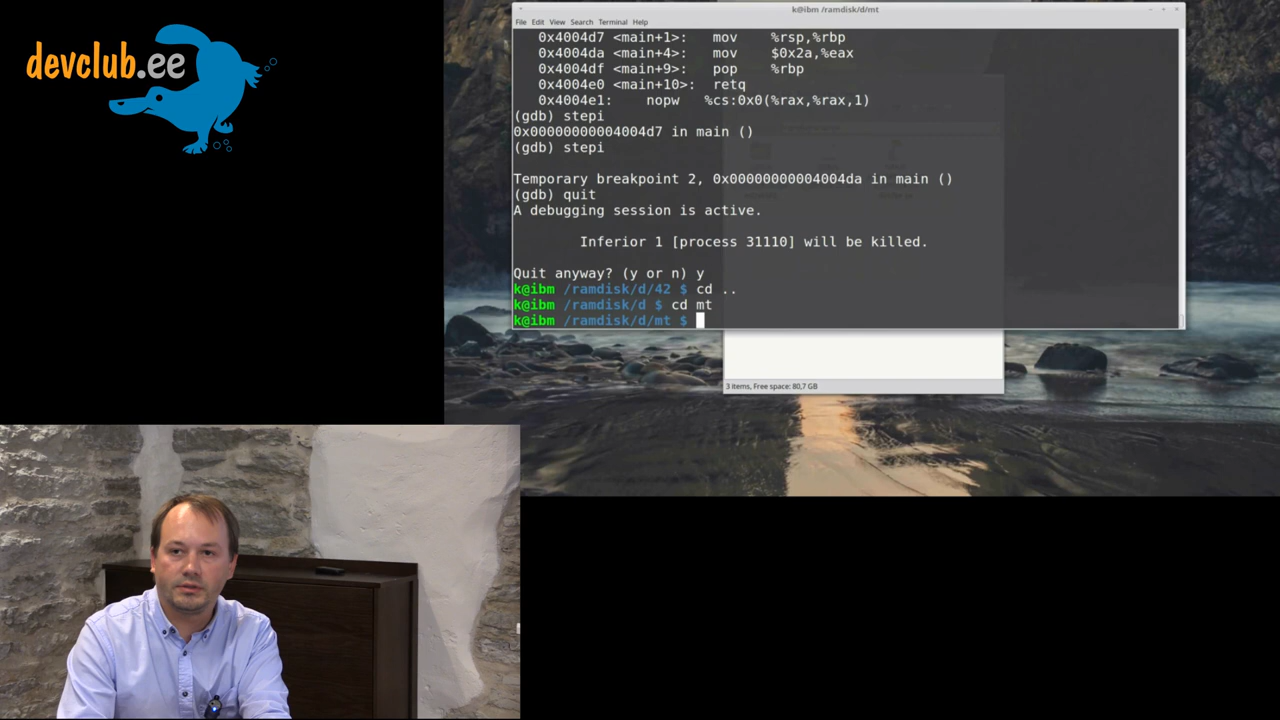 devclub.ee
k@ibm /ramdisk/d/mt
File Edit View Search Terminal Help
0x4004d7 <main+1>: mov %rsp,%rbp
0x4004da <main+4>: mov $0x2a,%eax
0x4004df <main+9>: pop %rbp
0x4004e0 <main+10>: retq
0x4004e1: nopw %cs:0x0(%rax,%rax,1)
(gdb) stepi
0x00000000004004d7 in main ()
(gdb) stepi
Temporary breakpoint 2, 0x00000000004004da in main ()
(gdb) quit
A debugging session is active.
Inferior 1 [process 31110] will be killed.
Quit anyway? (y or n) y
k@ibm /ramdisk/d/42 $ cd ..
k@ibm /ramdisk/d $ cd mt
k@ibm /ramdisk/d/mt $
3 items, Free space: 80,7 GB